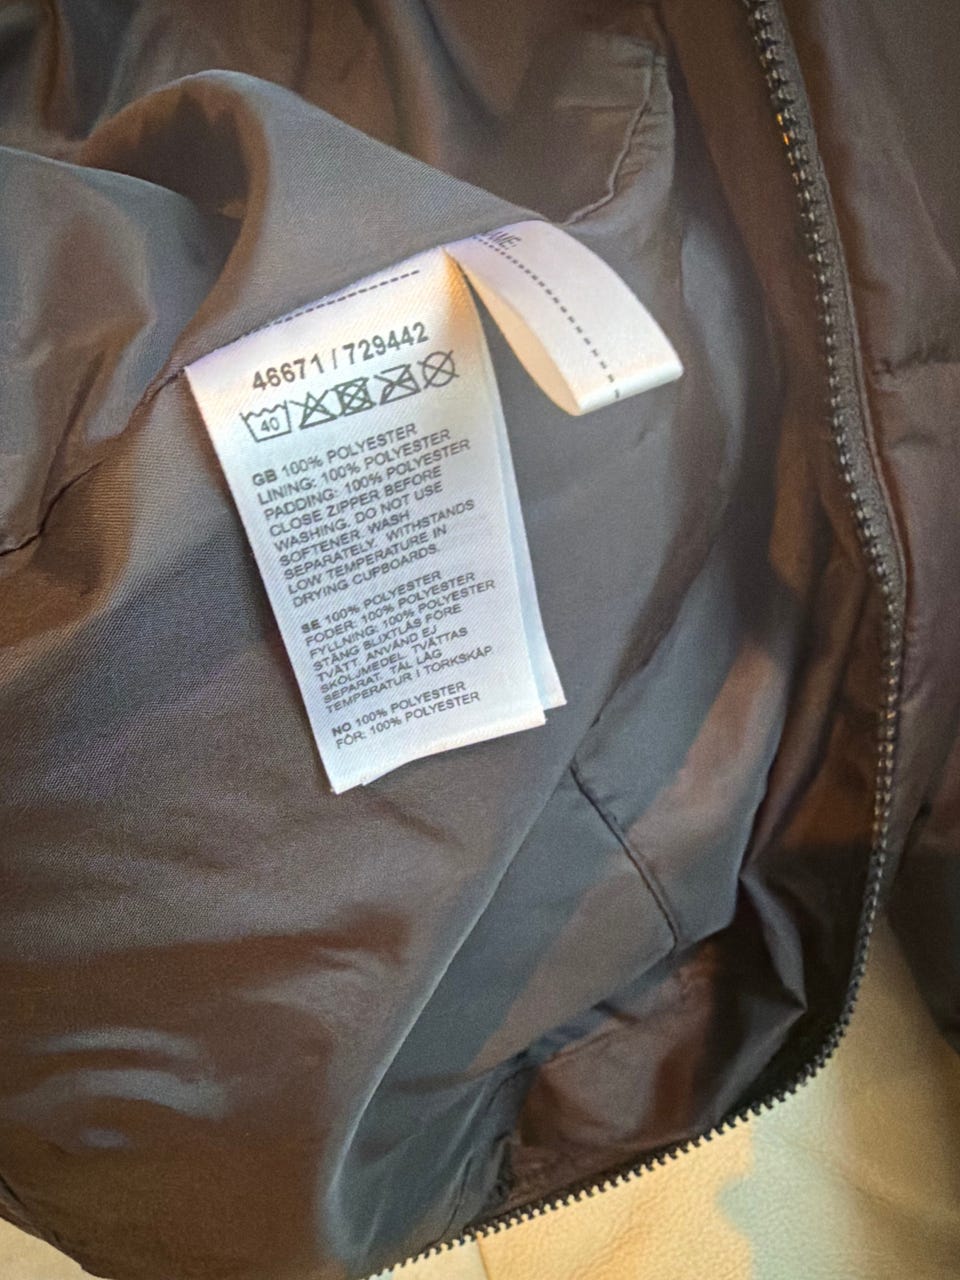 46671 / 729442
40
GB 100% POLYESTER
LINING: 100% POLYESTER
PADDING: 100% POLYESTER
CLOSE ZIPPER BEFORE
WASHING. DO NOT USE
SOFTENER. WASH
SEPARATELY. WITHSTANDS
LOW TEMPERATURE IN
DRYING CUPBOARDS.
SE 100% POLYESTER
FODER: 100% POLYESTER
FYLLNING: 100% POLYESTER
STÄNG BLIXTLÅS FÖRE
TVÄTT. ANVÄND EJ
SKÖLJMEDEL. TVÄTTAS
SEPARAT. TÅL LÅG
TEMPERATUR I TORKSKÅP.
NO 100% POLYESTER
FÔR: 100% POLYESTER